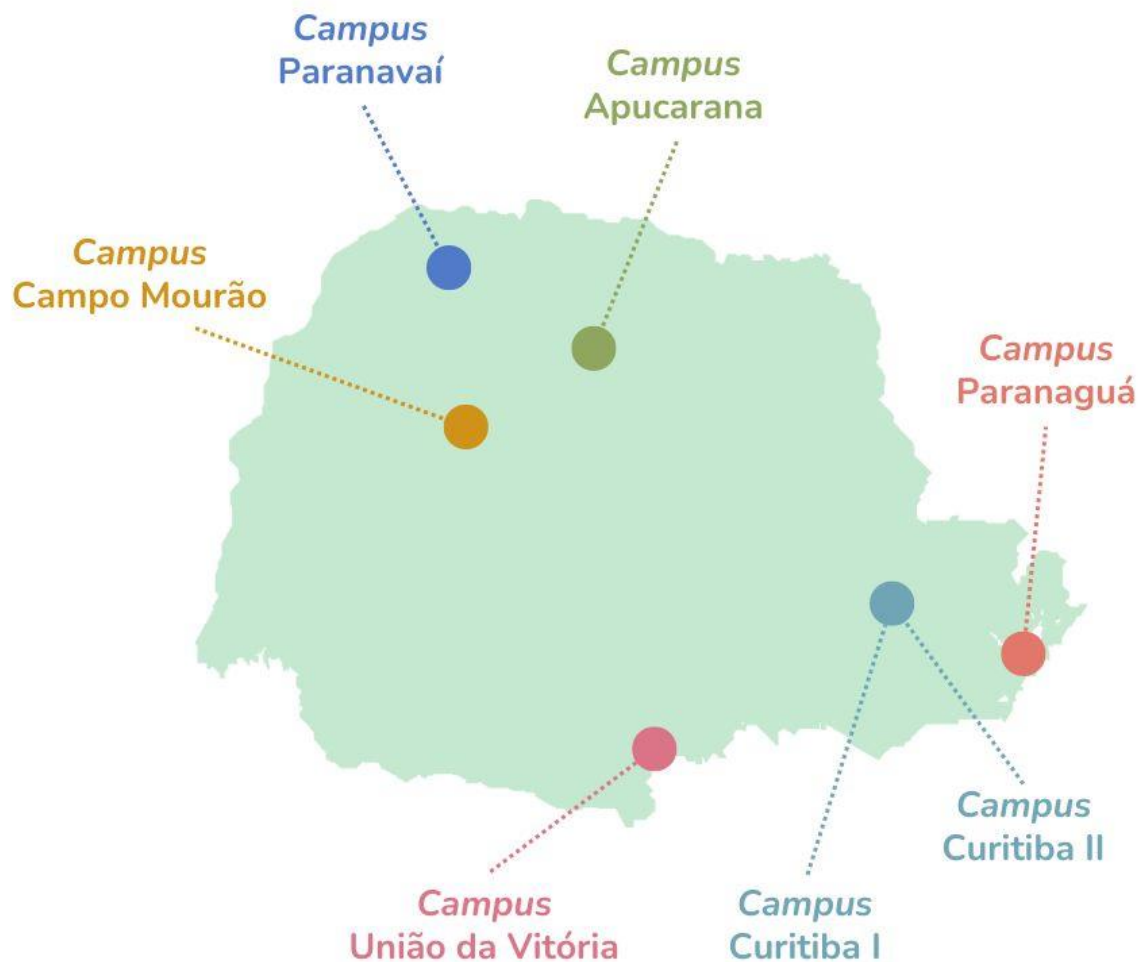 Campus
Paranavaí
Campus
Apucarana
Campus
Campo Mourão
Campus
Paranaguá
Campus
Curitiba II
Campus
União da Vitória
Campus
Curitiba I